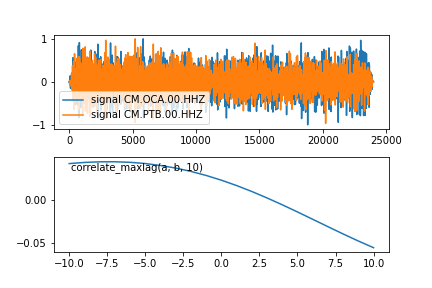 1
0
−1
signal CM.OCA.00.HHZ
signal CM.PTB.00.HHZ
0 5000 10000 15000 20000 25000
correlate_maxlag(a, b, 10)
0.00
−0.05
−10.0 −7.5 −5.0 −2.5 0.0 2.5 5.0 7.5 10.0